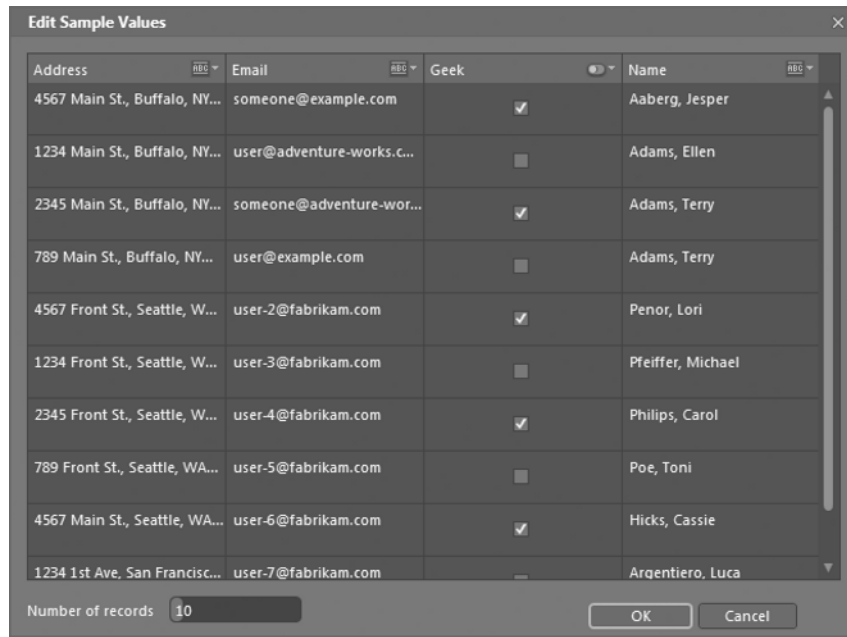 Edit Sample Values
Address ABC Email ABC Geek Name ABC
4567 Main St., Buffalo, NY... someone@example.com Aaberg, Jesper
1234 Main St., Buffalo, NY... user@adventure-works.c... Adams, Ellen
2345 Main St., Buffalo, NY... someone@adventure-wor... Adams, Terry
789 Main St., Buffalo, NY... user@example.com Adams, Terry
4567 Front St., Seattle, W... user-2@fabrikam.com Penor, Lori
1234 Front St., Seattle, W... user-3@fabrikam.com Pfeiffer, Michael
2345 Front St., Seattle, W... user-4@fabrikam.com Philips, Carol
789 Front St., Seattle, WA... user-5@fabrikam.com Poe, Toni
4567 Main St., Seattle, WA... user-6@fabrikam.com Hicks, Cassie
1234 1st Ave, San Francisc... user-7@fabrikam.com Argentiero, Luca
Number of records 10
OK Cancel